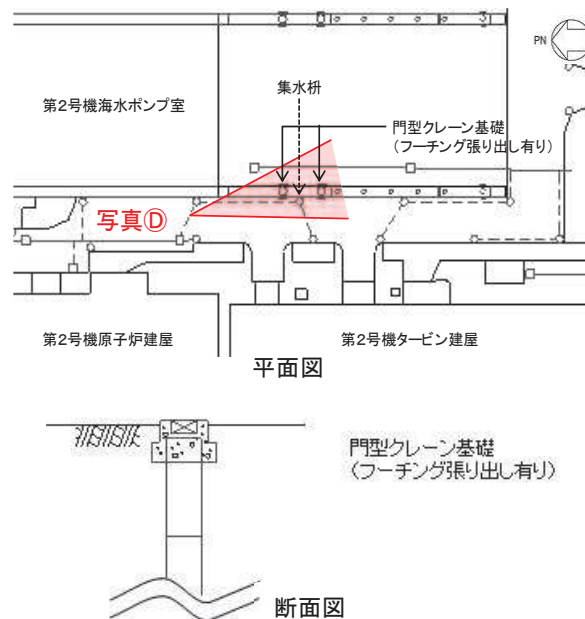 PN
第2号機海水ポンプ室
集水枡
門型クレーン基礎
(フーチング張り出し有り)
写真Ⓓ
第2号機原子炉建屋
第2号機タービン建屋
平面図
門型クレーン基礎
(フーチング張り出し有り)
断面図